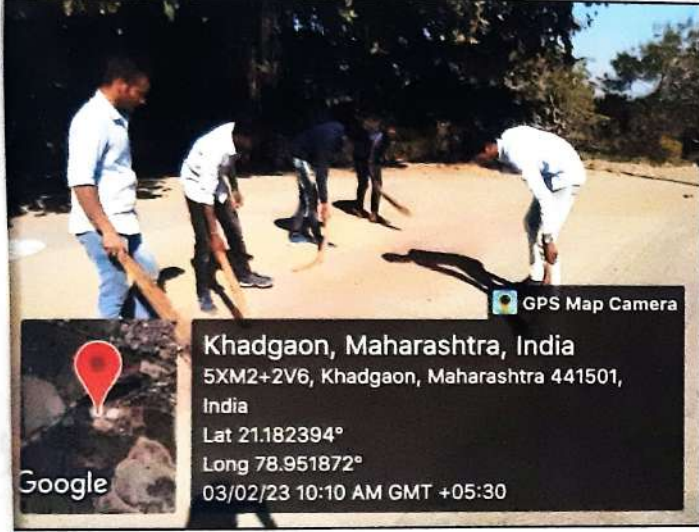 GPS Map Camera
Khadgaon, Maharashtra, India
5XM2+2V6, Khadgaon, Maharashtra 441501,
India
Lat 21.182394°
Long 78.951872°
03/02/23 10:10 AM GMT +05:30
Google